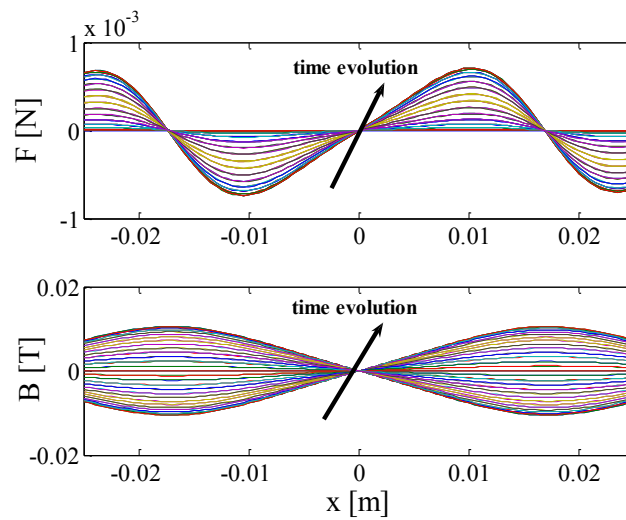 x 10-3
1
time evolution
F [N]
0
-1
-0.02 -0.01 0 0.01 0.02
0.02
time evolution
B [T]
0
-0.02
-0.02 -0.01 0 0.01 0.02
x [m]